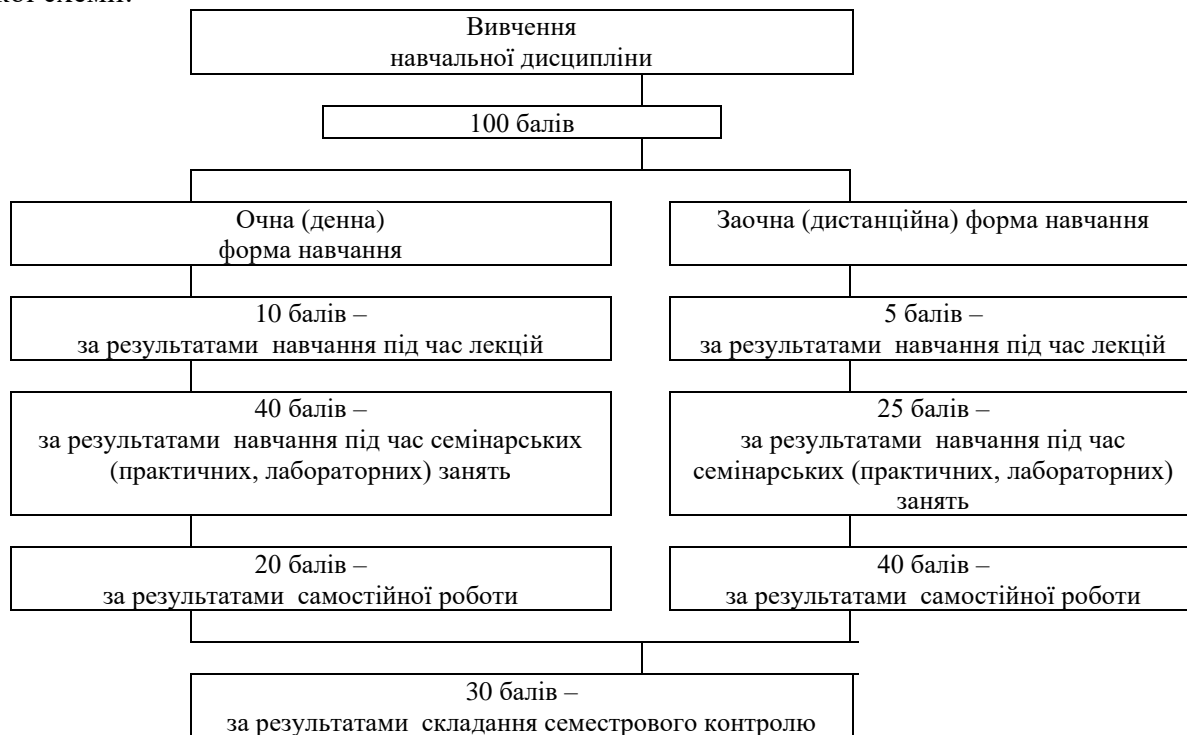 Вивчення
навчальної дисципліни
100 балів
Очна (денна)
форма навчання
Заочна (дистанційна) форма навчання
10 балів –
за результатами навчання під час лекцій
5 балів –
за результатами навчання під час лекцій
40 балів –
за результатами навчання під час семінарських
(практичних, лабораторних) занять
25 балів –
за результатами навчання під час
семінарських (практичних, лабораторних)
занять
20 балів –
за результатами самостійної роботи
40 балів –
за результатами самостійної роботи
30 балів –
за результатами складання семестрового контролю